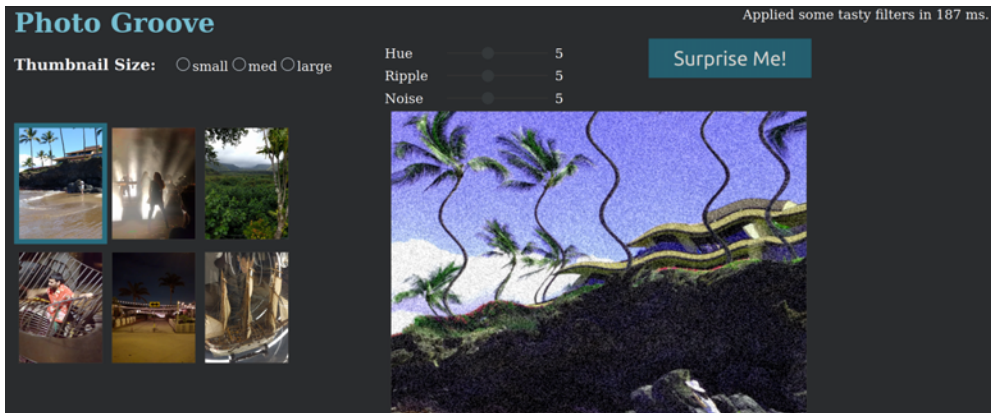 Photo Groove
Applied some tasty filters in 187 ms.
Thumbnail Size: small med large
Hue 5
Ripple 5
Noise 5
Surprise Me!